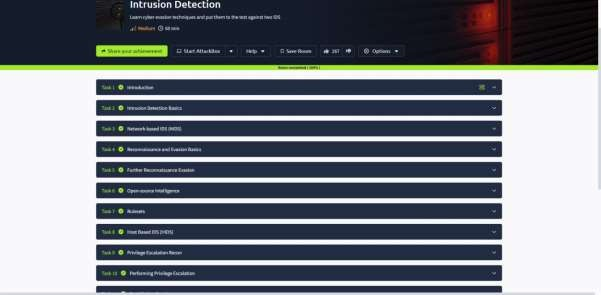 Intrusion Detection
Learn cyber evasion techniques and put them to the test against two IDS
Medium 60 min
Share your achievement Start AttackBox Help Save Room 267 Options
Room completed ( 100% )
Task 1 Introduction
Task 2 Intrusion Detection Basics
Task 3 Network-based IDS (NIDS)
Task 4 Reconnaissance and Evasion Basics
Task 5 Further Reconnaissance Evasion
Task 6 Open-source Intelligence
Task 7 Rulesets
Task 8 Host Based IDS (HIDS)
Task 9 Privilege Escalation Recon
Task 10 Performing Privilege Escalation